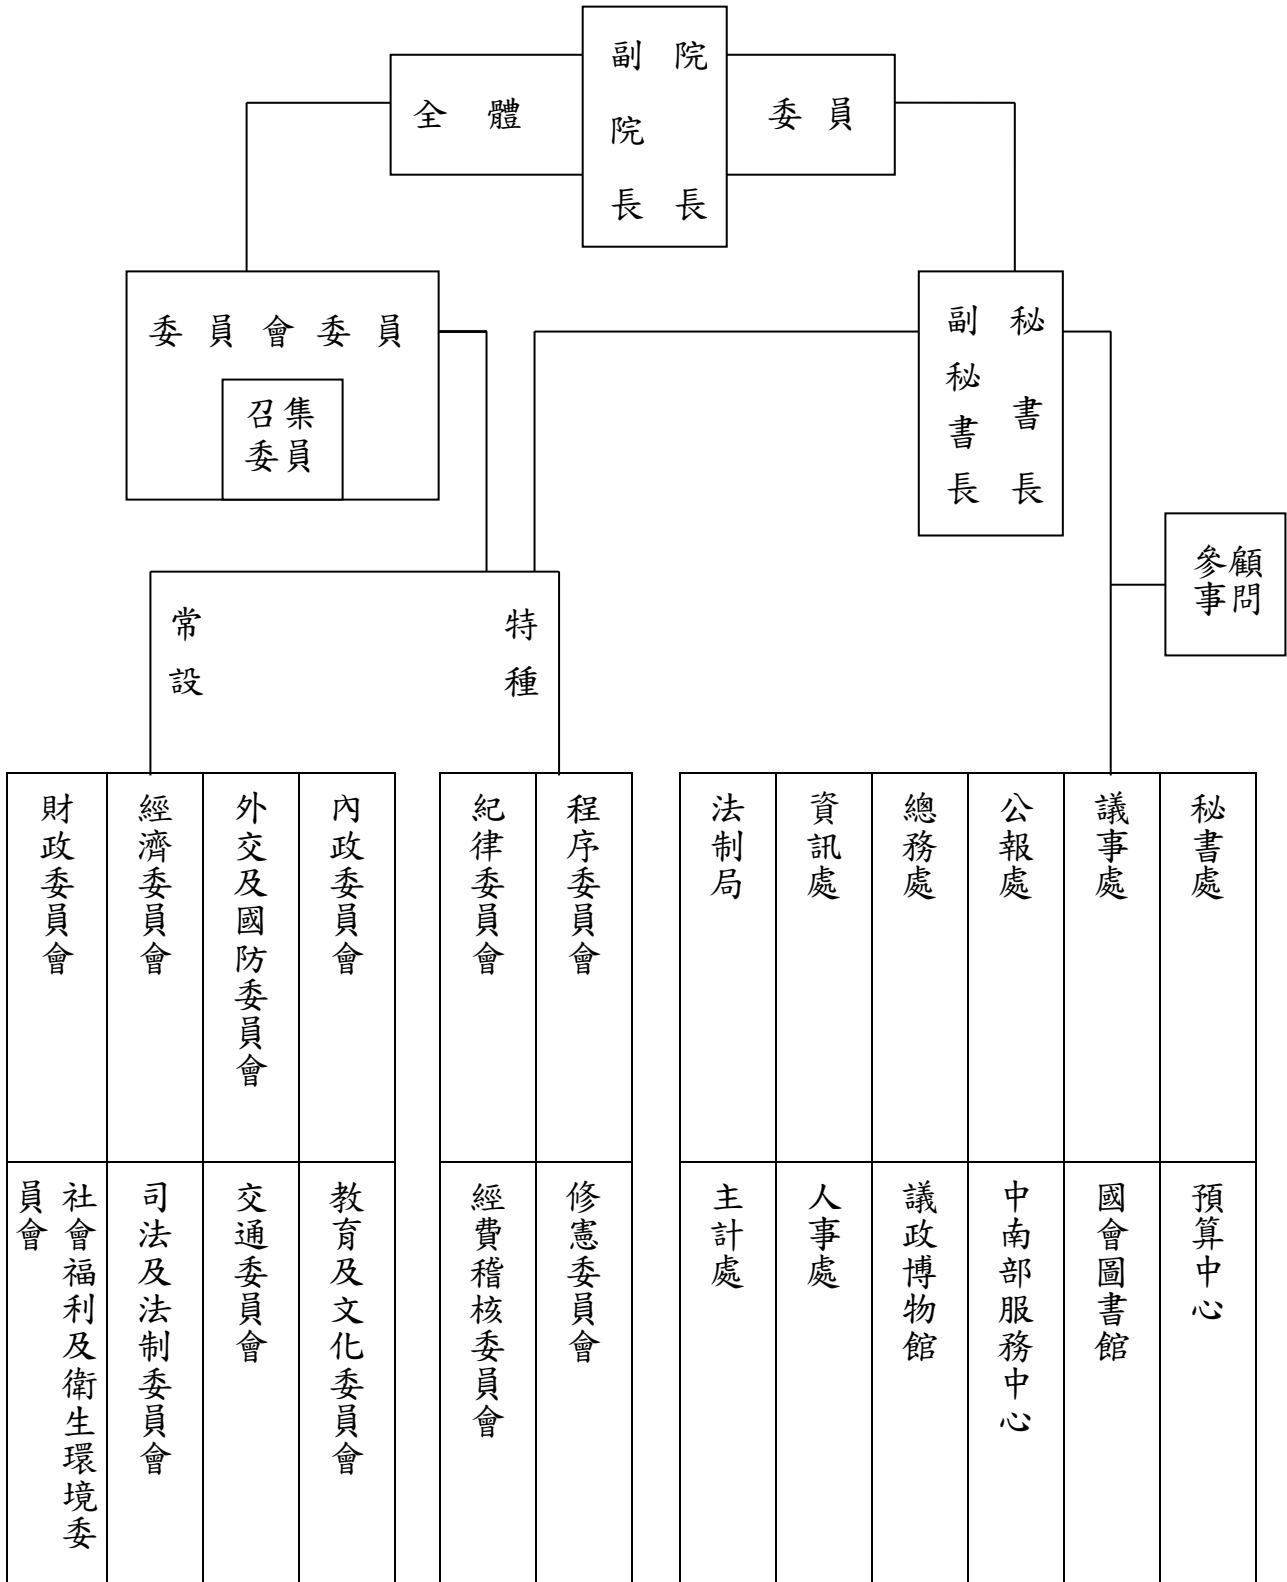 院長
副院長
全體
委員
委員會委員
召集
委員
秘書長
副秘書長
顧問
參事
常設
特種
秘書處
議事處
公報處
總務處
資訊處
法制局
程序委員會
紀律委員會
內政委員會
外交及國防委員會
經濟委員會
財政委員會
預算中心
國會圖書館
中南部服務中心
議政博物館
人事處
主計處
修憲委員會
經費稽核委員會
教育及文化委員會
交通委員會
司法及法制委員會
社會福利及衛生環境委
員會